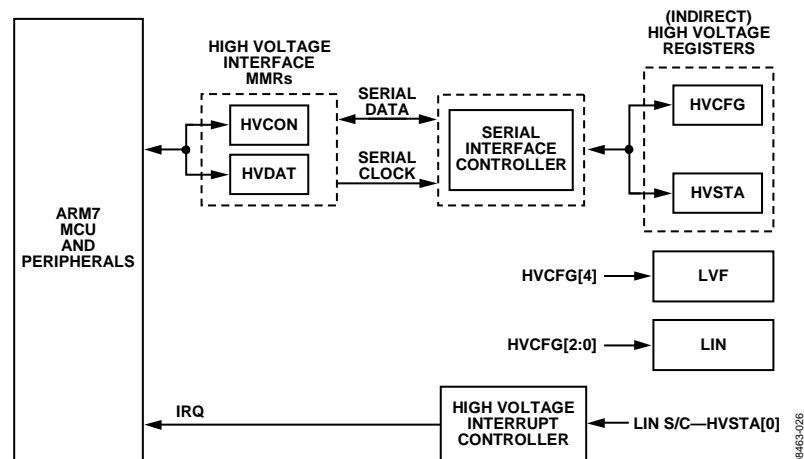 (INDIRECT)
HIGH VOLTAGE
REGISTERS
HIGH VOLTAGE
INTERFACE
MMRs
SERIAL
DATA
HVCON
HVCFG
SERIAL
INTERFACE
CONTROLLER
HVDAT
SERIAL
CLOCK
HVSTA
ARM7
MCU
AND
PERIPHERALS
HVCFG[4]
LVF
HVCFG[2:0]
LIN
IRQ
HIGH VOLTAGE
INTERRUPT
CONTROLLER
LIN S/C—HVSTA[0]
08463-026